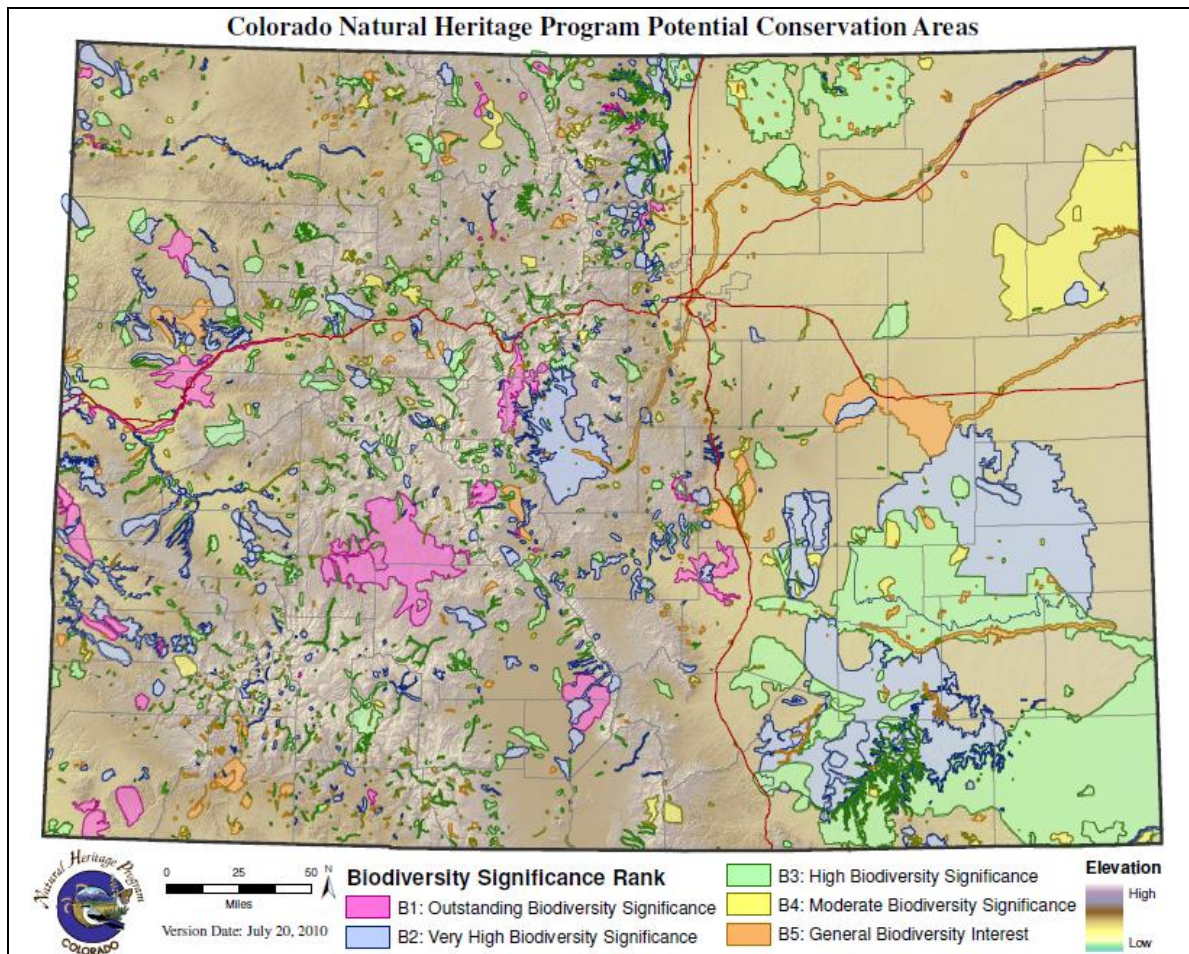 Colorado Natural Heritage Program Potential Conservation Areas
Natural Heritage Program
COLORADO
0 25 50
Miles
N
Version Date: July 20, 2010
Biodiversity Significance Rank
B1: Outstanding Biodiversity Significance
B2: Very High Biodiversity Significance
B3: High Biodiversity Significance
B4: Moderate Biodiversity Significance
B5: General Biodiversity Interest
Elevation
High
Low